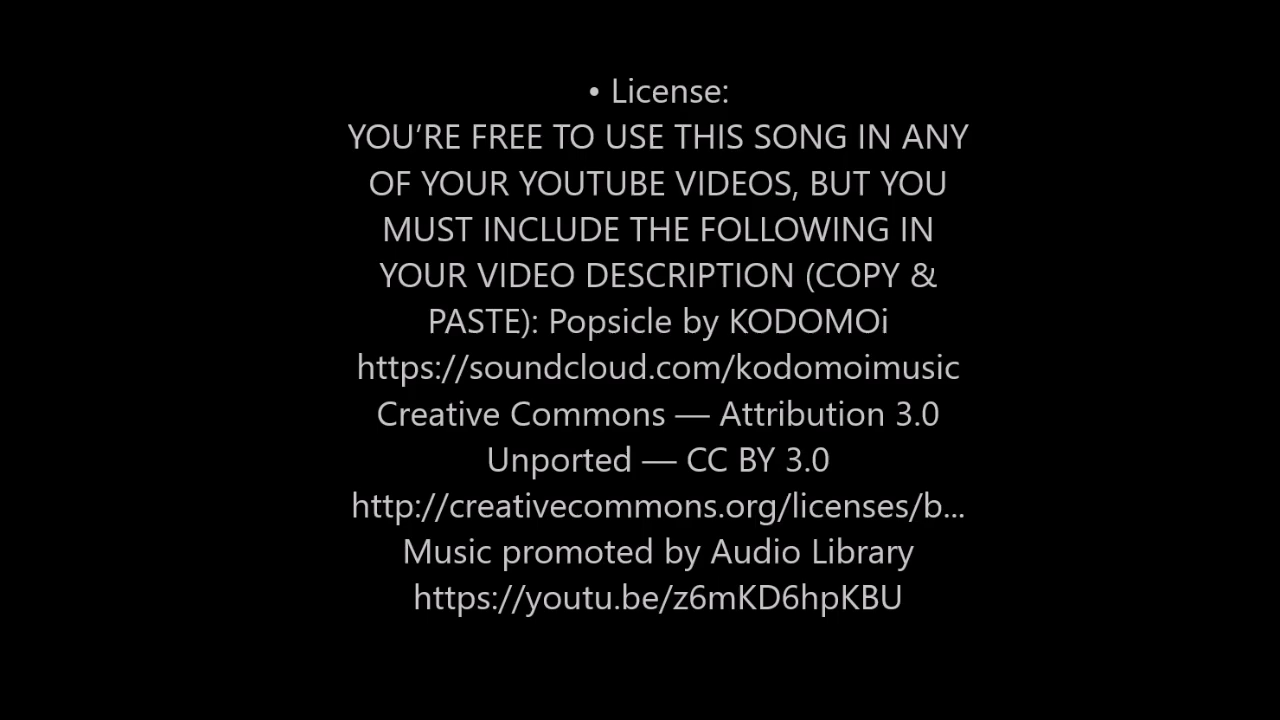 • License:
YOU’RE FREE TO USE THIS SONG IN ANY
OF YOUR YOUTUBE VIDEOS, BUT YOU
MUST INCLUDE THE FOLLOWING IN
YOUR VIDEO DESCRIPTION (COPY &
PASTE): Popsicle by KODOMOi
https://soundcloud.com/kodomoimusic
Creative Commons — Attribution 3.0
Unported — CC BY 3.0
http://creativecommons.org/licenses/b...
Music promoted by Audio Library
https://youtu.be/z6mKD6hpKBU